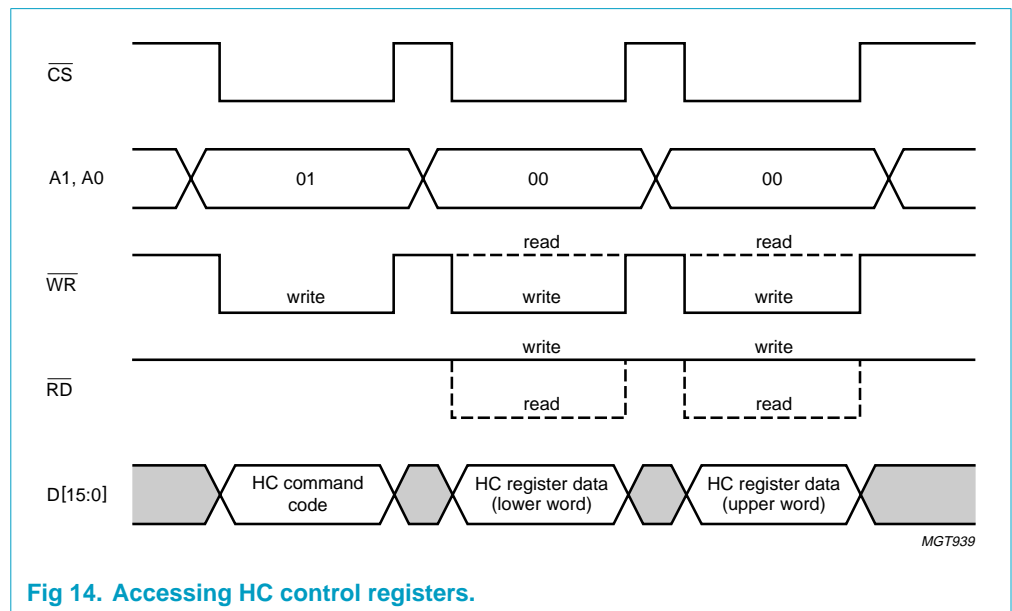 CS
A1, A0 01 00 00
read read
WR
write write write
write write
RD
read read
D[15:0] HC command code HC register data (lower word) HC register data (upper word)
MGT939
Fig 14. Accessing HC control registers.